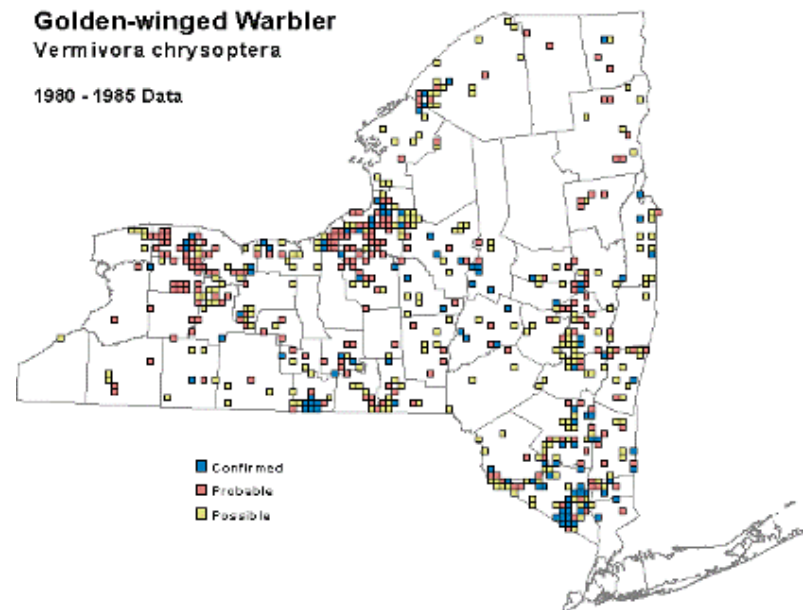 Golden-winged Warbler
Vermivora chrysoptera
1980 - 1985 Data
Confirmed
Probable
Possible